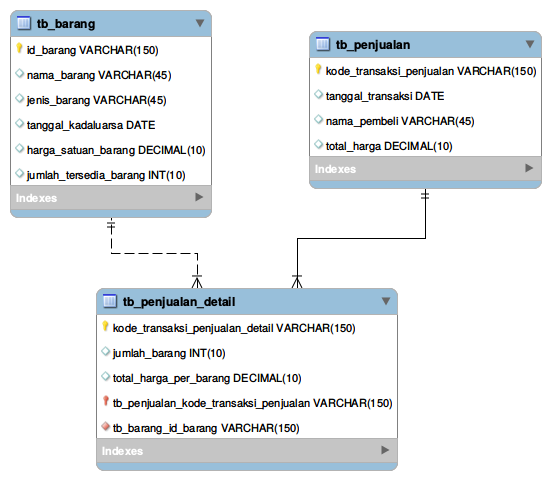 tb_barang
id_barang VARCHAR(150)
nama_barang VARCHAR(45)
jenis_barang VARCHAR(45)
tanggal_kadaluarsa DATE
harga_satuan_barang DECIMAL(10)
jumlah_tersedia_barang INT(10)
Indexes
tb_penjualan
kode_transaksi_penjualan VARCHAR(150)
tanggal_transaksi DATE
nama_pembeli VARCHAR(45)
total_harga DECIMAL(10)
Indexes
tb_penjualan_detail
kode_transaksi_penjualan_detail VARCHAR(150)
jumlah_barang INT(10)
total_harga_per_barang DECIMAL(10)
tb_penjualan_kode_transaksi_penjualan VARCHAR(150)
tb_barang_id_barang VARCHAR(150)
Indexes